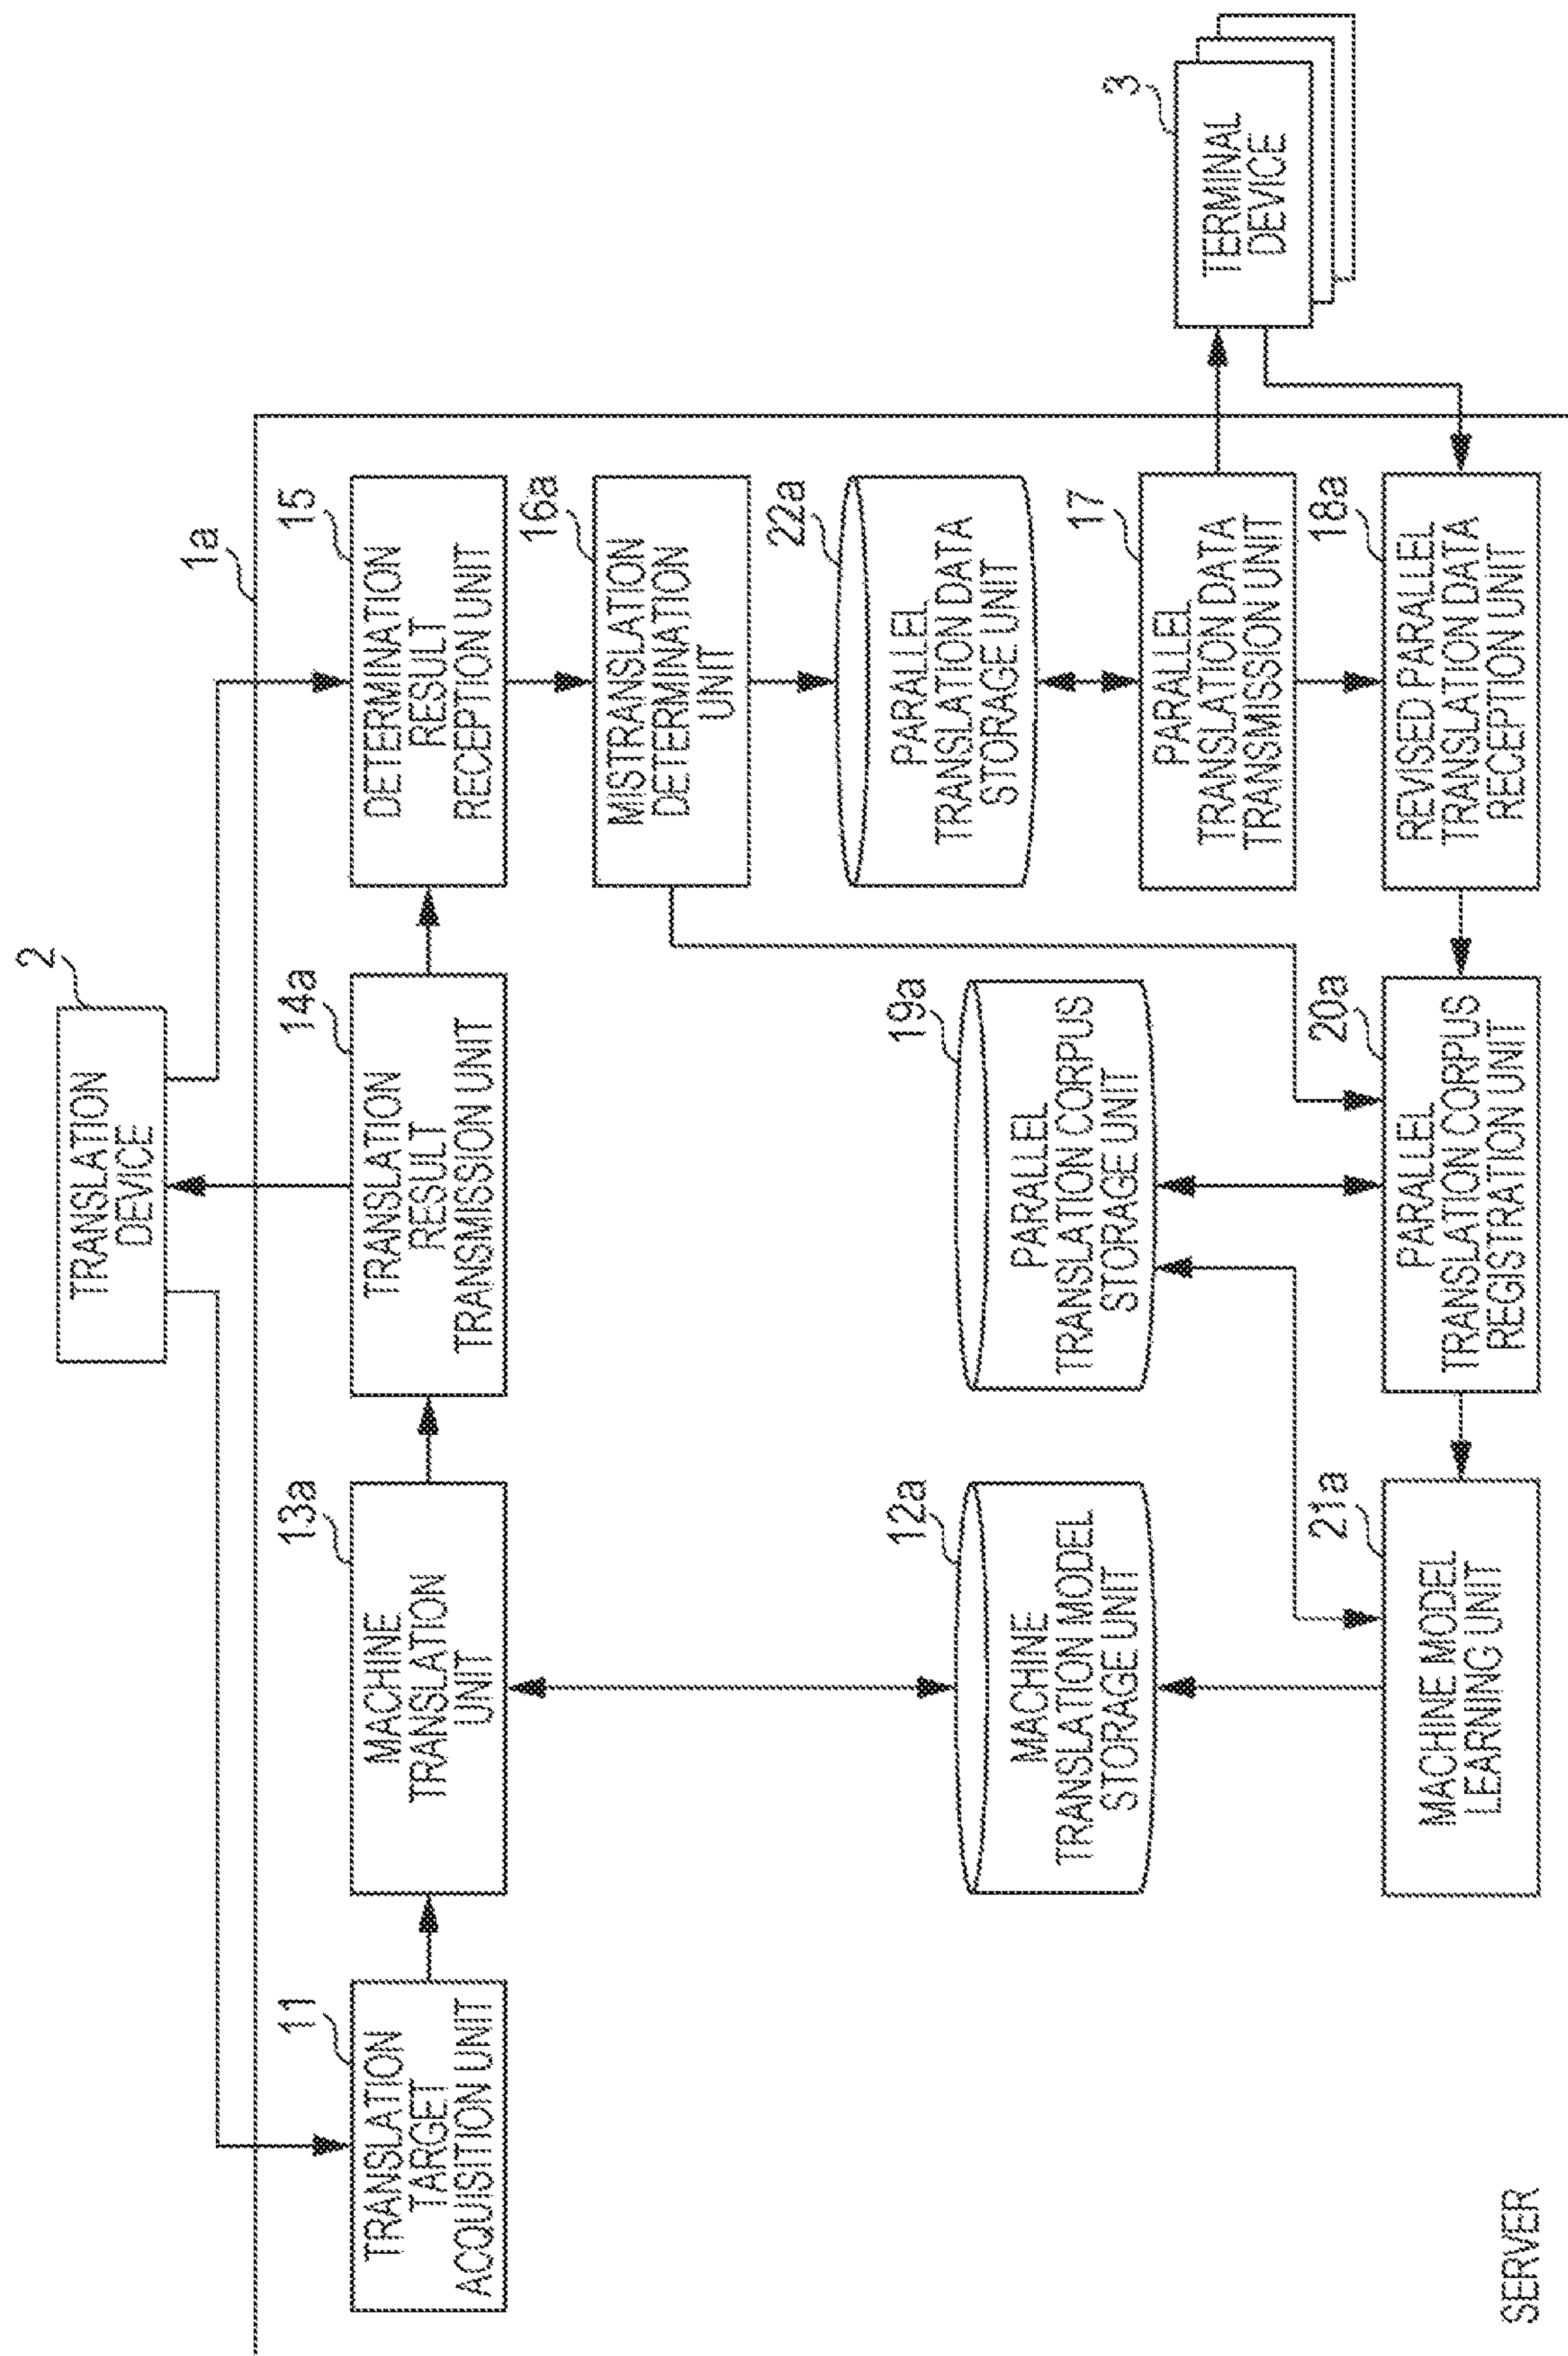 2
TRANSLATION
DEVICE
1a
11
TRANSLATION
TARGET
ACQUISITION UNIT
13a
MACHINE
TRANSLATION
UNIT
14a
TRANSLATION
RESULT
TRANSMISSION UNIT
15
DETERMINATION
RESULT
RECEPTION UNIT
16a
MISTRANSLATION
DETERMINATION
UNIT
12a
MACHINE
TRANSLATION MODEL
STORAGE UNIT
19a
PARALLEL
TRANSLATION CORPUS
STORAGE UNIT
22a
PARALLEL
TRANSLATION DATA
STORAGE UNIT
17
PARALLEL
TRANSLATION DATA
TRANSMISSION UNIT
3
TERMINAL
DEVICE
21a
MACHINE MODEL
LEARNING UNIT
20a
PARALLEL
TRANSLATION CORPUS
REGISTRATION UNIT
18a
REVISED PARALLEL
TRANSLATION DATA
RECEPTION UNIT
SERVER